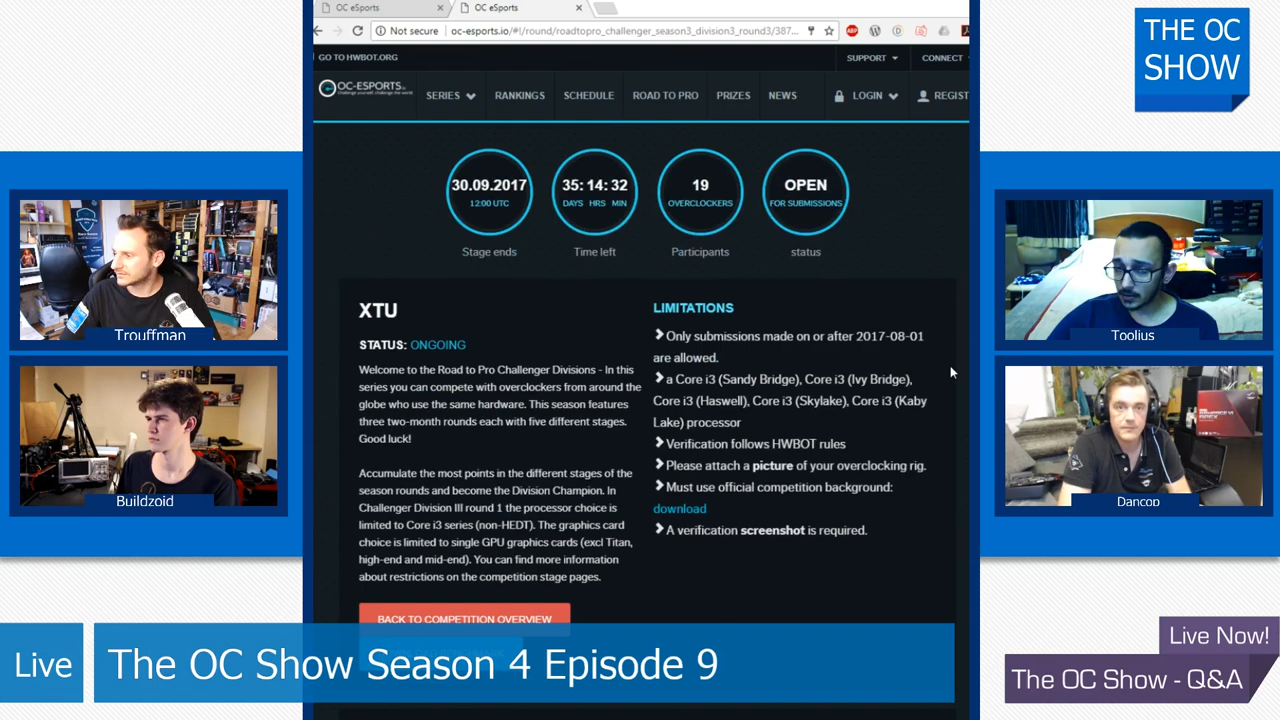 OC eSports
OC eSports
Not secure
oc-esports.io/#!/round/roadtopro_challenger_season3_division3_round3/387...
THE OC
SHOW
GO TO HWBOT.ORG
SUPPORT
CONNECT
OC-ESPORTS
SERIES
RANKINGS
SCHEDULE
ROAD TO PRO
PRIZES
NEWS
LOGIN
REGIST
30.09.2017
12:00 UTC
Stage ends
35: 14: 32
DAYS HRS MIN
Time left
19
OVERCLOCKERS
Participants
OPEN
FOR SUBMISSIONS
status
XTU
STATUS: ONGOING
Welcome to the Road to Pro Challenger Divisions - In this
series you can compete with overclockers from around the
globe who use the same hardware. This season features
three two-month rounds each with five different stages.
Good luck!
Accumulate the most points in the different stages of the
season rounds and become the Division Champion. In
Challenger Division III round 1 the processor choice is
limited to Core i3 series (non-HEDT). The graphics card
choice is limited to single GPU graphics cards (excl Titan,
high-end and mid-end). You can find more information
about restrictions on the competition stage pages.
BACK TO COMPETITION OVERVIEW
LIMITATIONS
Only submissions made on or after 2017-08-01
are allowed.
a Core i3 (Sandy Bridge), Core i3 (Ivy Bridge),
Core i3 (Haswell), Core i3 (Skylake), Core i3 (Kaby
Lake) processor
Verification follows HWBOT rules
Please attach a picture of your overclocking rig.
Must use official competition background:
download
A verification screenshot is required.
Trouffman
Buildzoid
Toolius
Dancop
Live
The OC Show Season 4 Episode 9
Live Now!
The OC Show - Q&A